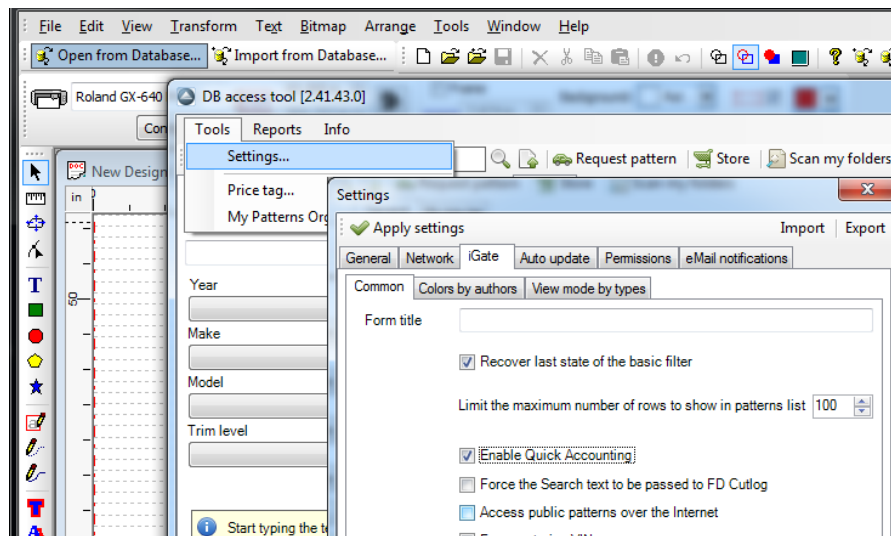 File Edit View Transform Text Bitmap Arrange Tools Window Help
Open from Database... Import from Database...
Roland GX-640
DB access tool [2.41.43.0]
Con
Tools Reports Info
Settings...
Request pattern Store Scan my folders
New Design
Price tag...
My Patterns Org
in
Settings
Apply settings Import Export
General Network iGate Auto update Permissions eMail notifications
Common Colors by authors View mode by types
Year
50
Form title
Make
Recover last state of the basic filter
Model
Limit the maximum number of rows to show in patterns list 100
Trim level
Enable Quick Accounting
Force the Search text to be passed to FD Cutlog
Access public patterns over the Internet
Start typing the te